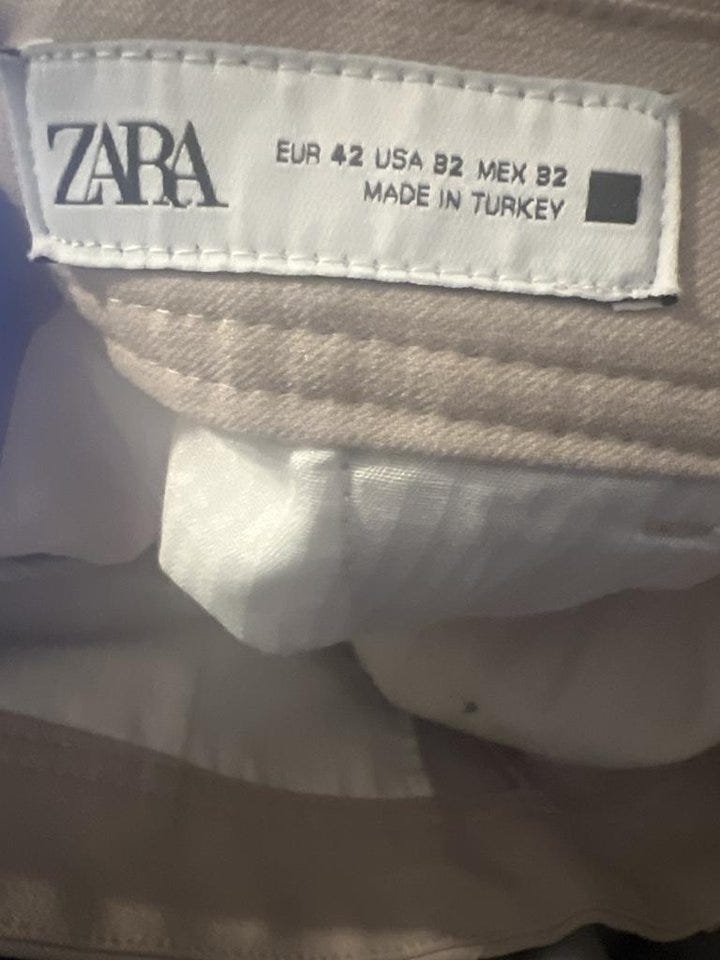 ZARA
EUR 42 USA 32 MEX 32
MADE IN TURKEY